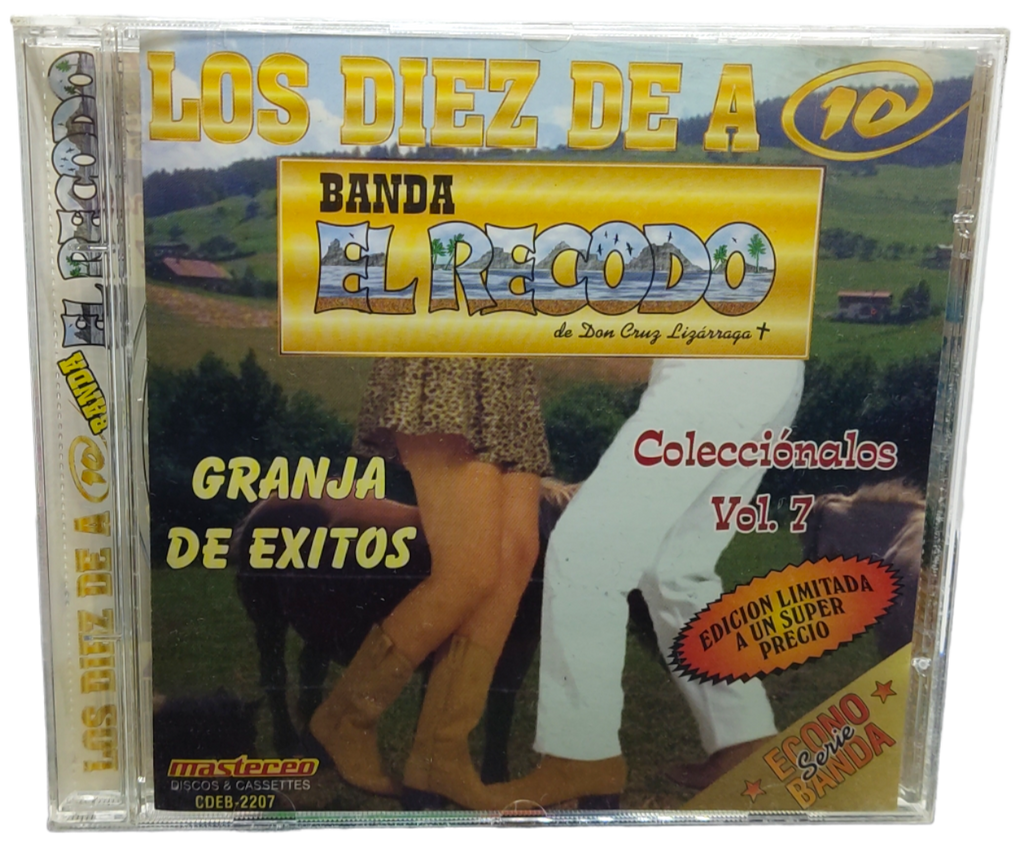 LOS DIEZ DE A 10
BANDA
EL RECODO
de Don Cruz Lizárraga ✝
GRANJA
DE EXITOS
Colecciónalos
Vol. 7
EDICION LIMITADA
A UN SUPER
PRECIO
ECONO
Serie
BANDA
mastereo
DISCOS & CASSETTES
CDEB-2207
LOS DIEZ DE A 10 BANDA EL RECODO